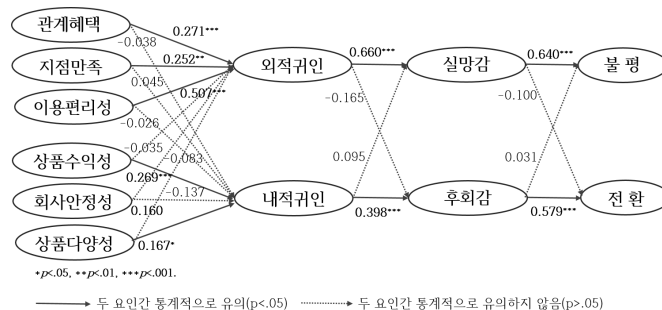 관계혜택
0.271***
-0.038
지점만족
0.252**
외적귀인
0.660***
실망감
0.640***
불 평
0.045
0.507***
이용편리성
-0.165
-0.100
-0.026
-0.035
-0.083
상품수익성
0.269***
0.095
0.031
-0.137
회사안정성
0.160
내적귀인
0.398***
후회감
0.579***
전 환
상품다양성
0.167*
*p<.05, **p<.01, ***p<.001.
두 요인간 통계적으로 유의(p<.05)
두 요인간 통계적으로 유의하지 않음(p>.05)